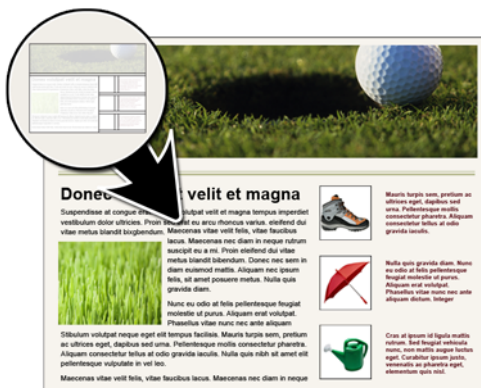 Donec velit et magna
Suspendisse at congue era volutpat velit et magna tempus imperdiet
vestibulum dolor ultricies. Proin erat eu arcu rhoncus varius. eleifend dui
vitae metus blandit bixgbendum. Maecenas vitae velit felis, vitae faucibus
lacus. Maecenas nec diam in neque rutrum
suscipit eu a mi. Proin eleifend dui vitae
metus blandit bibendum. Donec nec sem in
diam euismod mattis. Aliquam nec ipsum
felis, sit amet posuere metus. Nulla quis
gravida diam.
Nunc eu odio at felis pellentesque feugiat
molestie ut purus. Aliquam erat volutpat.
Phasellus vitae nunc nec ante aliquam
Stibulum volutpat neque eget elit tempus facilisis. Mauris turpis sem, pretium
ac ultrices eget, dapibus sed urna. Pellentesque mollis consectetur pharetra.
Aliquam consectetur tellus at odio gravida iaculis. Nulla quis nibh sit amet elit
pellentesque vulputate in vel leo.
Maecenas vitae velit felis, vitae faucibus lacus. Maecenas nec diam in neque
Mauris turpis sem, pretium ac
ultrices eget, dapibus sed
urna. Pellentesque mollis
consectetur pharetra. Aliquam
consectetur tellus at odio
gravida iaculis.
Nulla quis gravida diam. Nunc
eu odio at felis pellentesque
feugiat molestie ut purus.
Aliquam erat volutpat.
Phasellus vitae nunc nec ante
aliquam dictum. Integer
Cras at ipsum id ligula mattis
rutrum. Sed feugiat vehicula
nunc, non mattis augue luctus
eget. Curabitur ipsum justo,
venenatis ac pharetra eget,
elementum quis nisl.